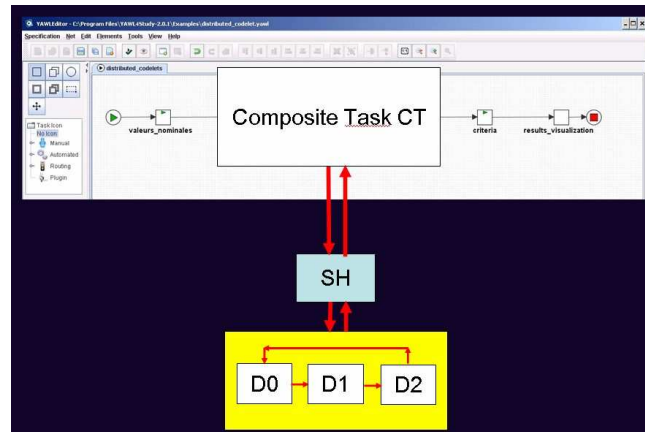 YAWLEditor - C:\Program Files\YAWL4Study-2.0.1\Examples\distributed_codelet.yawl
Specification Net Edit Elements Tools View Help
distributed_codelets
Composite Task CT
valeurs_nominales
criteria
results_visualization
Task Icon
No Icon
Manual
Automated
Routing
Plugin
SH
D0
D1
D2